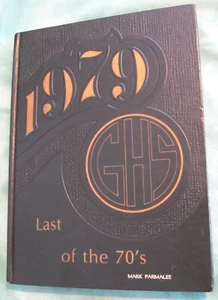 1979
GHS
Last
of the 70's
MARK PARMALEE